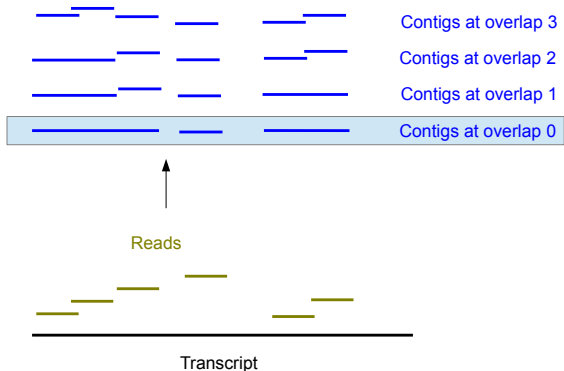 Contigs at overlap 3
Contigs at overlap 2
Contigs at overlap 1
Contigs at overlap 0
Reads
Transcript